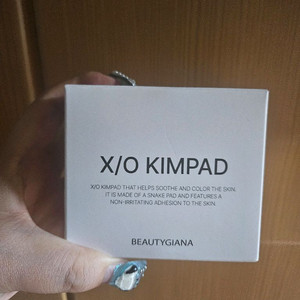 X/O KIMPAD
X/O KIMPAD THAT HELPS SOOTHE AND COLOR THE SKIN.
IT IS MADE OF A SNAKE PAD AND FEATURES A
NON-IRRITATING ADHESION TO THE SKIN.
BEAUTYGIANA